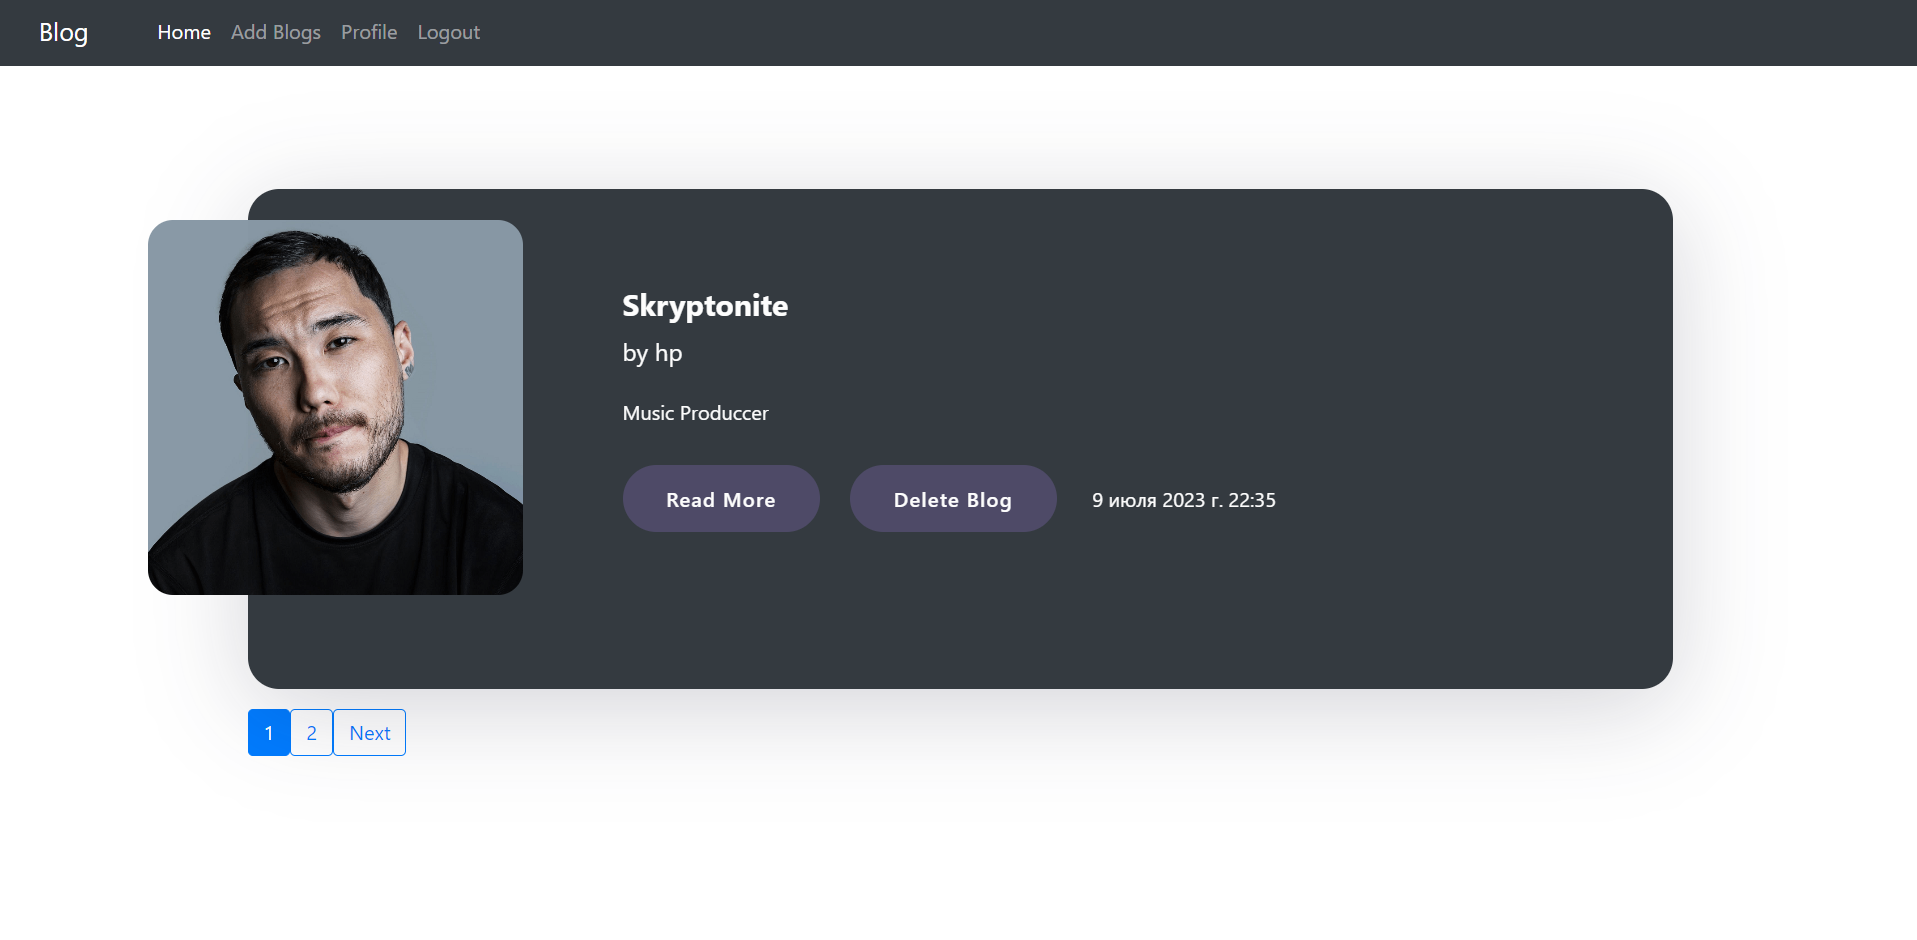 Blog Home Add Blogs Profile Logout
Skryptonite
by hp
Music Produccer
Read More Delete Blog 9 июля 2023 г. 22:35
1 2 Next